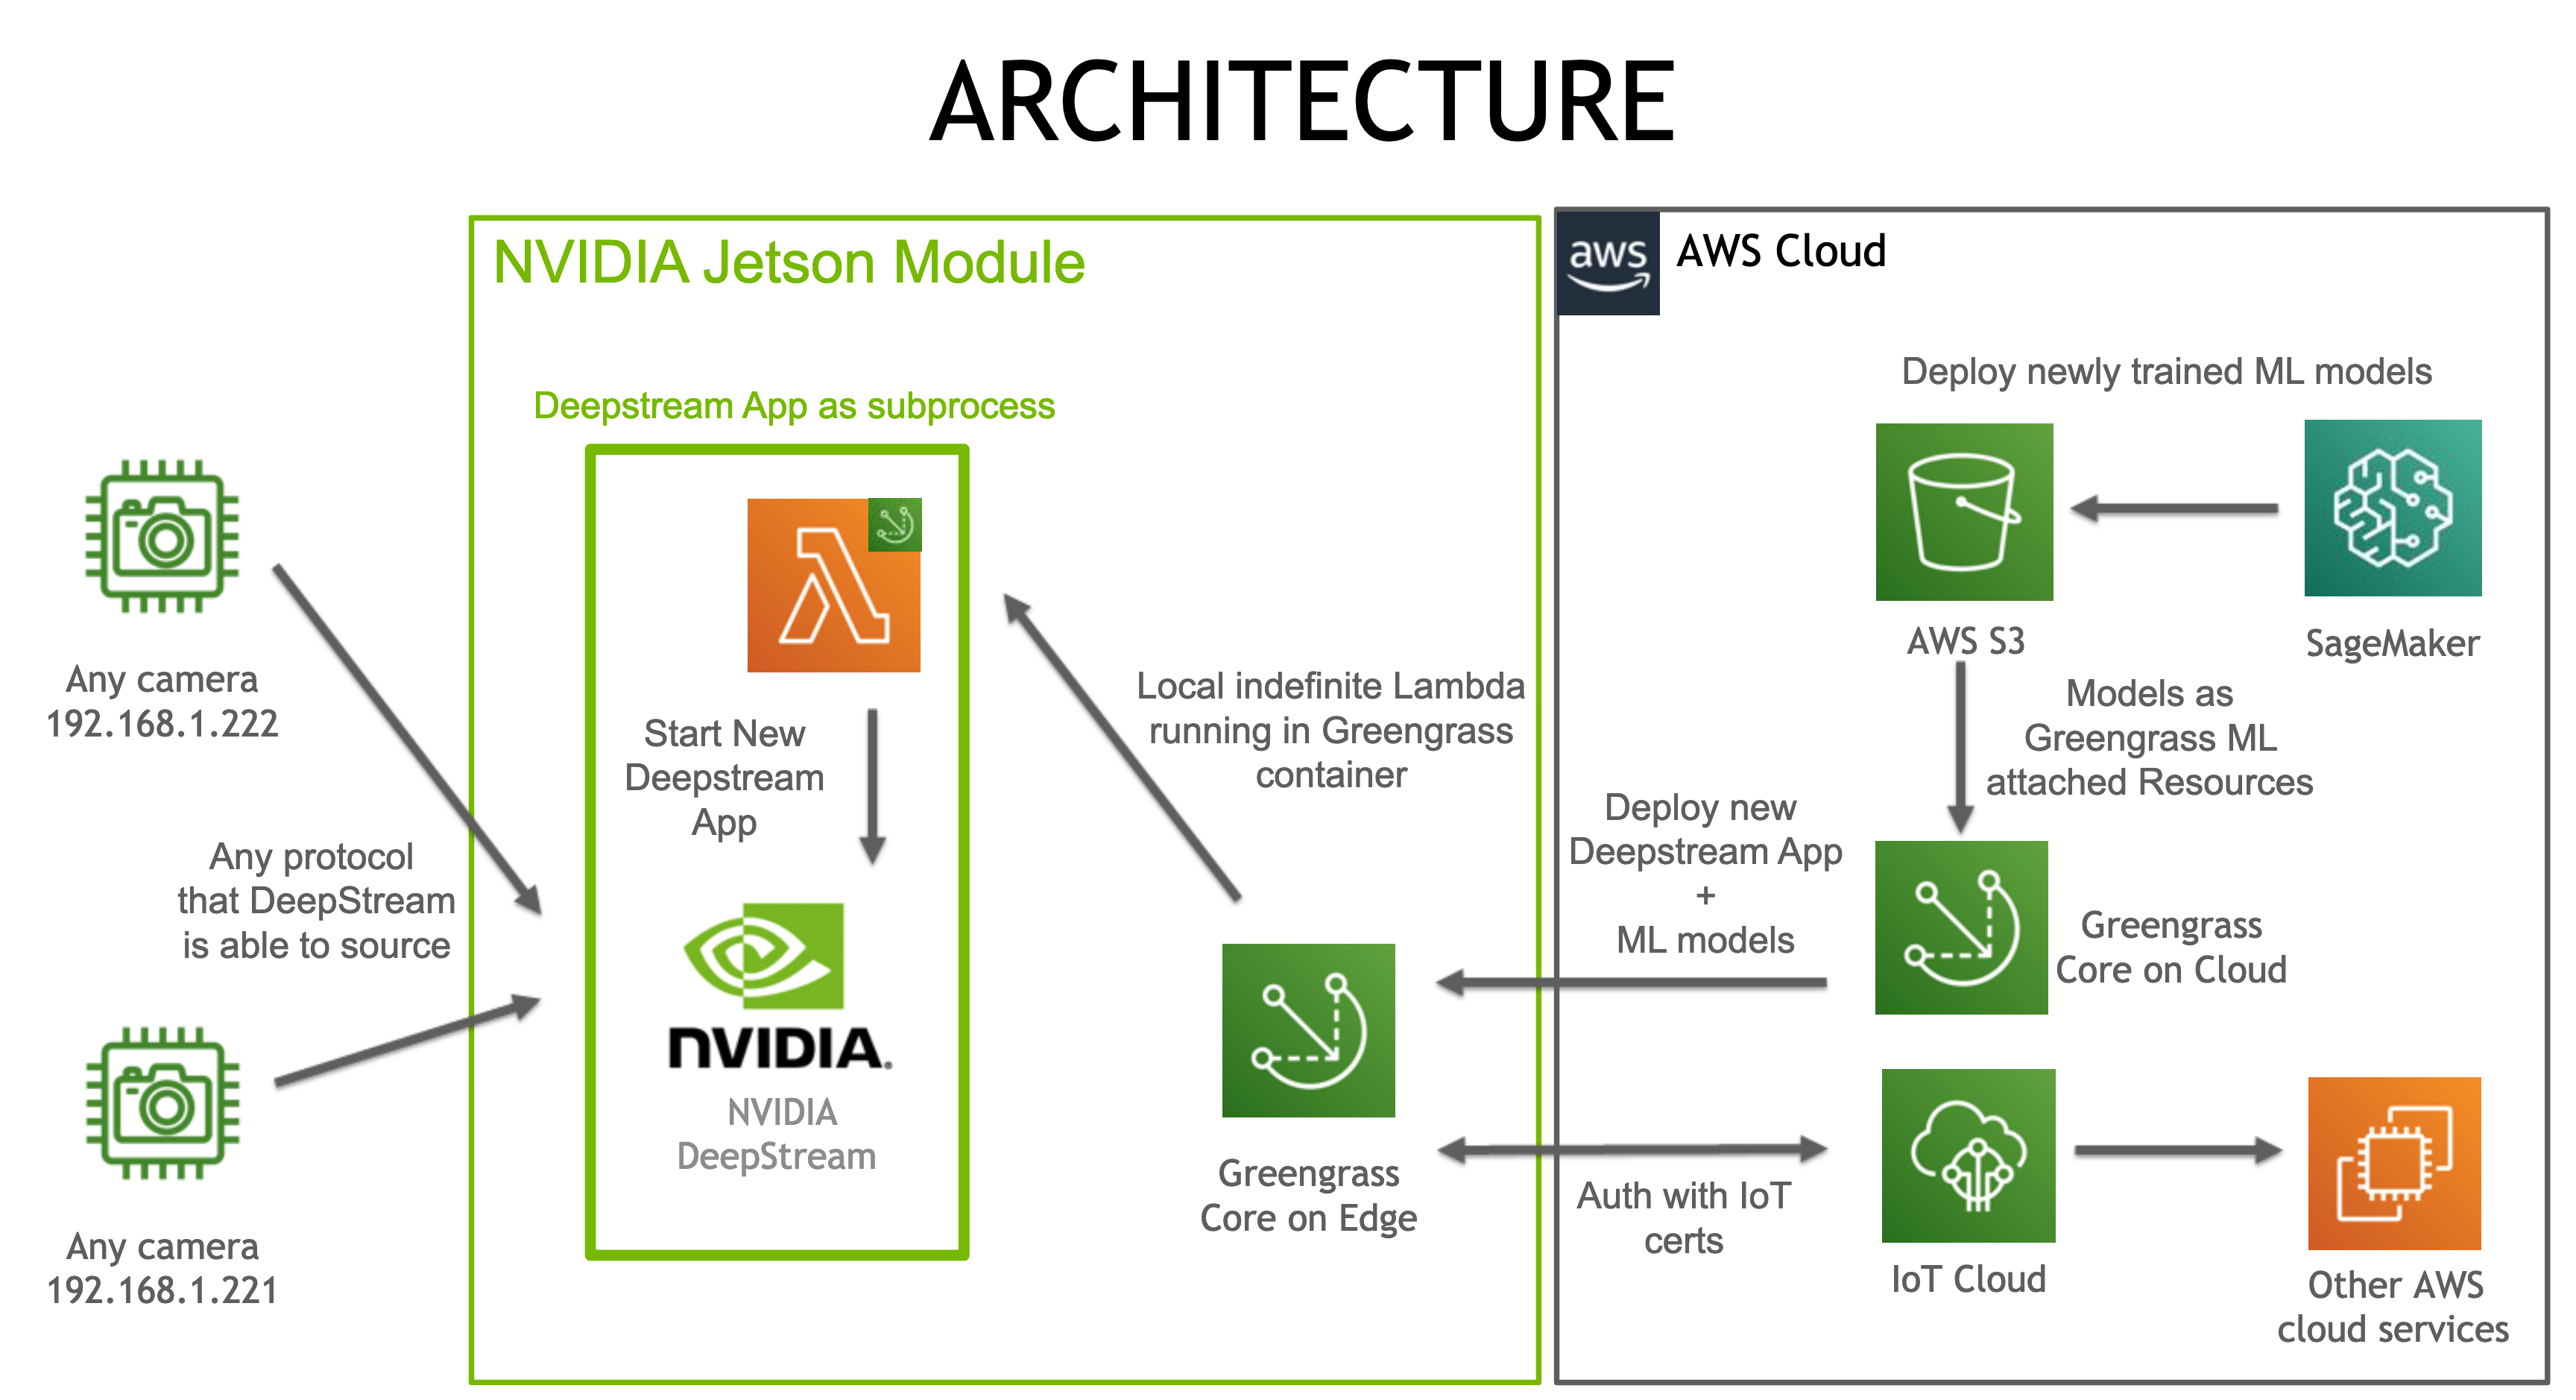 ARCHITECTURE
NVIDIA Jetson Module
Deepstream App as subprocess
Any camera
192.168.1.222
Any protocol
that DeepStream
is able to source
Any camera
192.168.1.221
Start New
Deepstream
App
NVIDIA.
NVIDIA
DeepStream
Local indefinite Lambda
running in Greengrass
container
Greengrass
Core on Edge
aws
AWS Cloud
Deploy newly trained ML models
AWS S3
SageMaker
Models as
Greengrass ML
attached Resources
Deploy new
Deepstream App
+
ML models
Greengrass
Core on Cloud
Auth with IoT
certs
IoT Cloud
Other AWS
cloud services